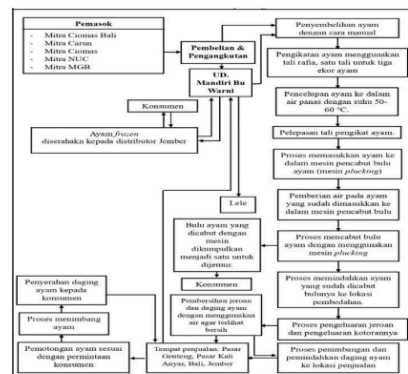 Pemasok
- Mitra Ciomas Bali
- Mitra Carun
- Mitra Ciomas
- Mitra NUC
- Mitra MGB
Pembelian &
Pengangkutan
UD.
Mandiri Bu
Warni
Konsumen
Ayam frozen
diserahkn kepada distributor Jember
Lele
Penyembelihan ayam
dengan cara manual
Pengikatan ayam menggunakan
tali rafia, satu tali untuk tiga
ekor ayam
Pencelupan ayam ke dalam
air panas dengan suhu 50-
60 °C.
Pelepasan tali pengikat ayam.
Proses memasukkan ayam ke
dalam mesin pencabut bulu
ayam (mesin plucking)
Pemberian air pada ayam
yang sudah dimasukkan ke
dalam mesin pencabut bulu
Proses mencabut bulu
ayam dengan menggunakan
mesin plucking
Bulu ayam yang
dicabut dengan
mesin
dikumpulkan
menjadi satu untuk
dijemur.
Konsumen
Proses memindahkan
ayam yang sudah
dicabut bulunya ke lokasi
pembedahan.
Proses pengeluaran jeroan
dan pengeluaran kotorannya
Pembersihan jeroan
dan daging ayam
dengan menggunakan
air agar terlihat
bersih
Penimbangan dan
pemindahkan daging ayam
ke lokasi penjualan
Tempat penjualan: Pasar
Genteng, Pasar Kali
Anyar, Bali, Jember
Pemotongan ayam sesuai
dengan permintaan
konsumen
Proses menimbang
ayam
Penyerahan daging
ayam kepada
konsumen